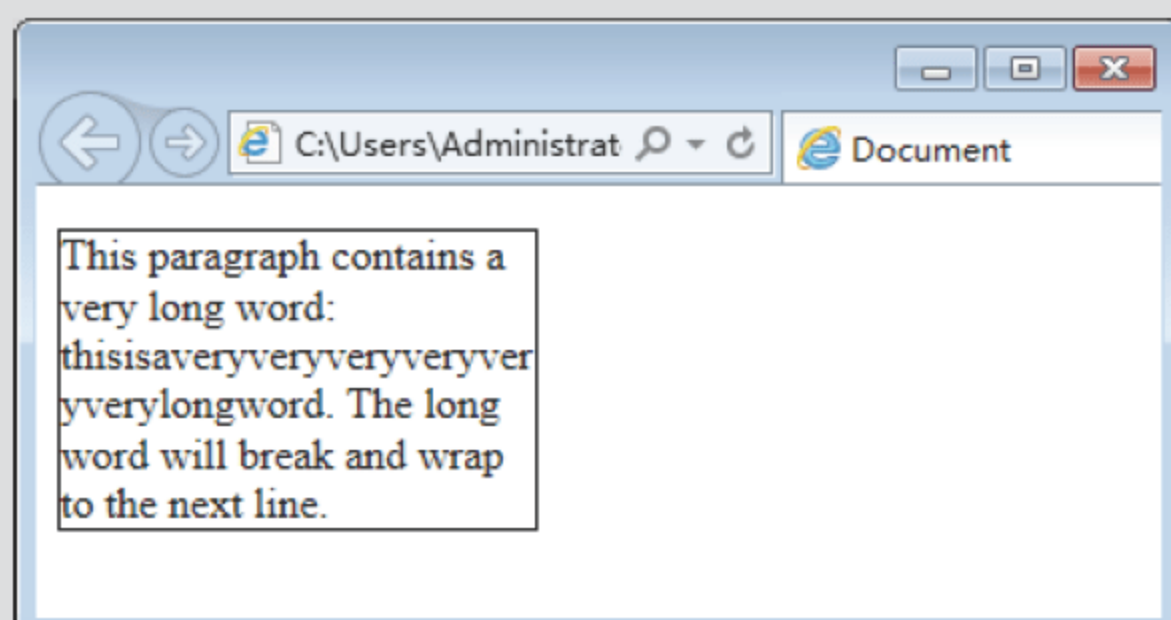 C:\Users\Administrat
Document
This paragraph contains a
very long word:
thisisaveryveryveryveryver
yverylongword. The long
word will break and wrap
to the next line.